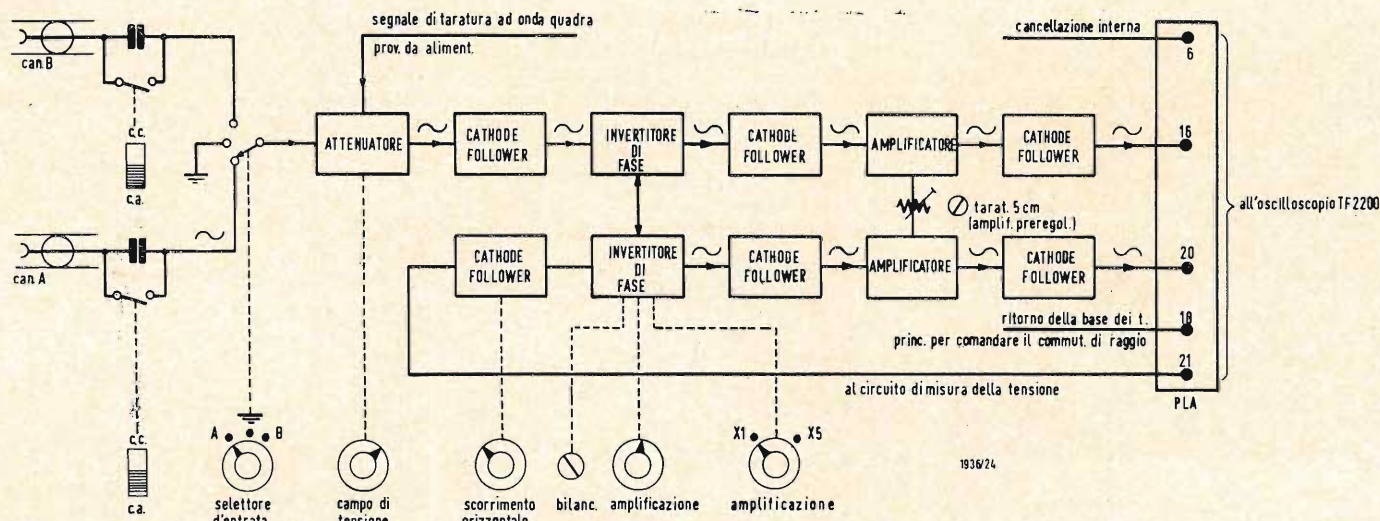 segnale di taratura ad onda quadra
prov. da aliment.
cancellazione interna
6
can. B
c.c.
c.a.
ATTENUATORE
CATHODE
FOLLOWER
INVERTITORE
DI
FASE
CATHODE
FOLLOWER
AMPLIFICATORE
CATHODE
FOLLOWER
16
tarat. 5 cm
(amplif. preregol.)
all'oscilloscopio TF 2200
can. A
CATHODE
FOLLOWER
INVERTITORE
DI
FASE
CATHODE
FOLLOWER
AMPLIFICATORE
CATHODE
FOLLOWER
20
ritorno della base dei t.
18
princ. per comandare il commut. di raggio
21
al circuito di misura della tensione
PLA
c.c.
c.a.
A
B
selettore
d'entrata
campo di
tensione
scorrimento
orizzontale
bilanc.
amplificazione
X1
X5
amplificazione
1936/24